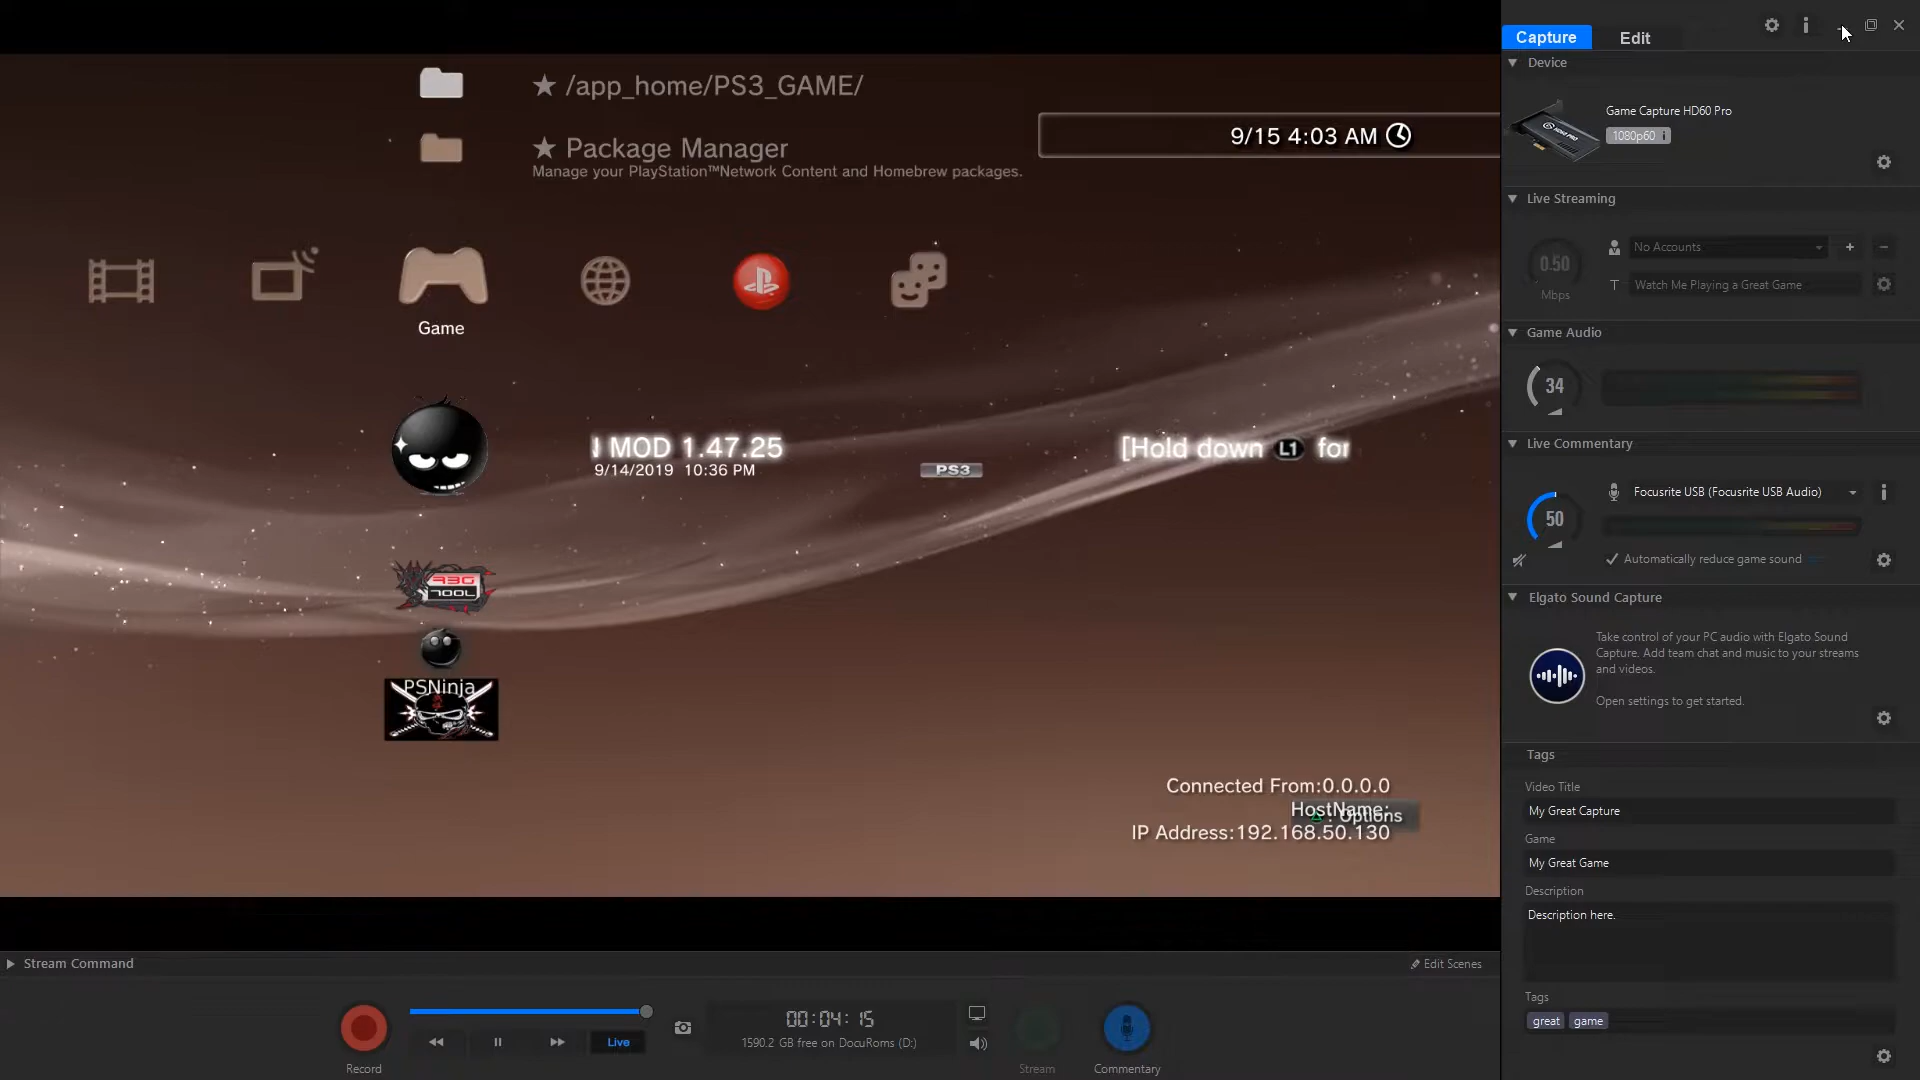 ★ /app_home/PS3_GAME/
★ Package Manager
Manage your PlayStation™Network Content and Homebrew packages.
9/15 4:03 AM
Game
MOD 1.47.25
9/14/2019 10:36 PM
PS3
[Hold down L1 for
PSNinja
Connected From:0.0.0.0
HostName:
: Options
IP Address:192.168.50.130
Stream Command
Edit Scenes
Record
Live
00:04:15
1590.2 GB free on DocuRoms (D:)
Stream
Commentary
Capture
Edit
Device
Game Capture HD60 Pro
1080p60 i
Live Streaming
0.50
Mbps
No Accounts
Watch Me Playing a Great Game
Game Audio
34
Live Commentary
50
Focusrite USB (Focusrite USB Audio)
Automatically reduce game sound
Elgato Sound Capture
Take control of your PC audio with Elgato Sound
Capture. Add team chat and music to your streams
and videos.
Open settings to get started.
Tags
Video Title
My Great Capture
Game
My Great Game
Description
Description here.
Tags
great game